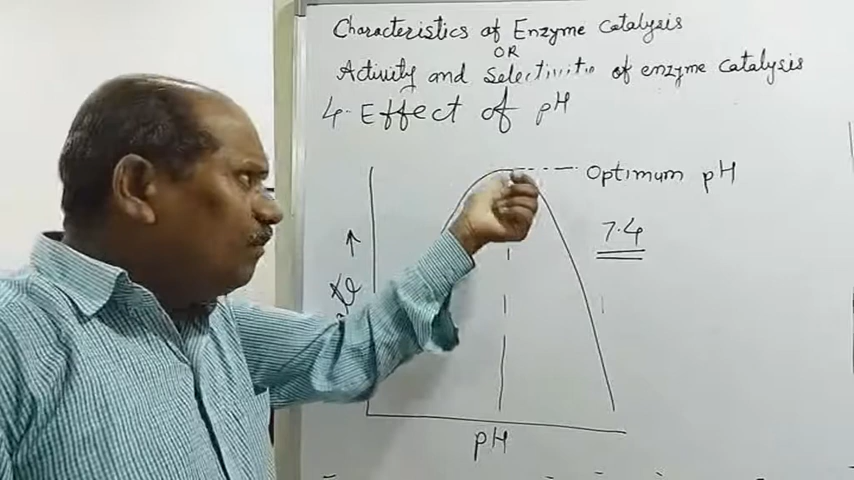 Characteristics of Enzyme Catalysis
OR
Activity and Selectivity of enzyme catalysis
4- Effect of pH
Optimum pH
7.4
pH